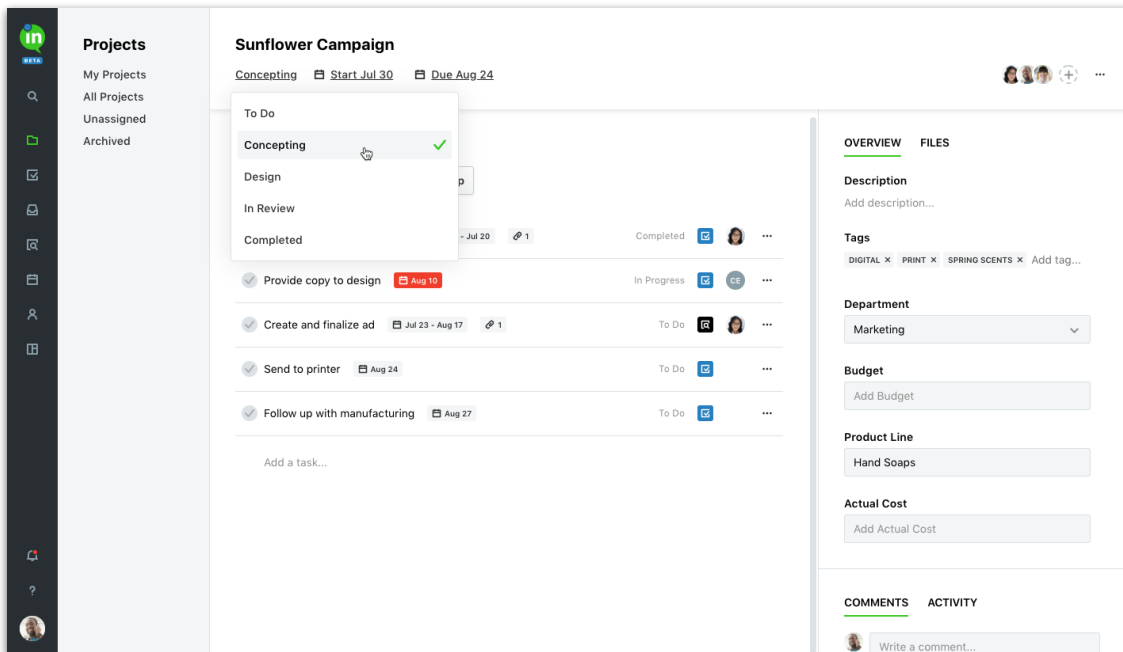 in
BETA
Projects
My Projects
All Projects
Unassigned
Archived
Sunflower Campaign
Concepting Start Jul 30 Due Aug 24
To Do
Concepting
Design
In Review
Completed
- Jul 20 1 Completed
Provide copy to design Aug 10 In Progress CE
Create and finalize ad Jul 23 - Aug 17 1 To Do
Send to printer Aug 24 To Do
Follow up with manufacturing Aug 27 To Do
Add a task...
OVERVIEW FILES
Description
Add description...
Tags
DIGITAL × PRINT × SPRING SCENTS × Add tag...
Department
Marketing
Budget
Add Budget
Product Line
Hand Soaps
Actual Cost
Add Actual Cost
COMMENTS ACTIVITY
Write a comment...
?